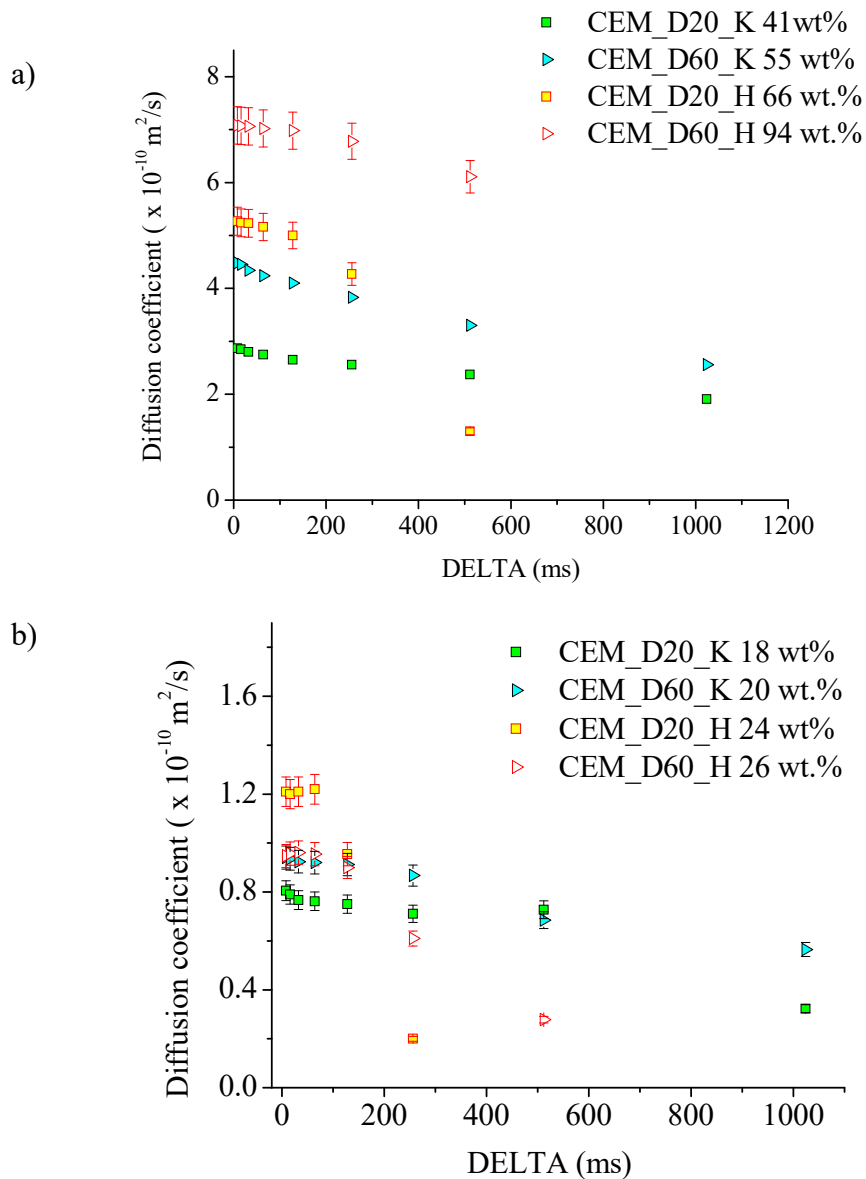 a)
CEM_D20_K 41wt%
CEM_D60_K 55 wt%
CEM_D20_H 66 wt.%
CEM_D60_H 94 wt.%
Diffusion coefficient ( x 10⁻¹⁰ m²/s)
8
6
4
2
0
0 200 400 600 800 1000 1200
DELTA (ms)
b)
CEM_D20_K 18 wt%
CEM_D60_K 20 wt.%
CEM_D20_H 24 wt%
CEM_D60_H 26 wt.%
Diffusion coefficient ( x 10⁻¹⁰ m²/s)
1.6
1.2
0.8
0.4
0.0
0 200 400 600 800 1000
DELTA (ms)